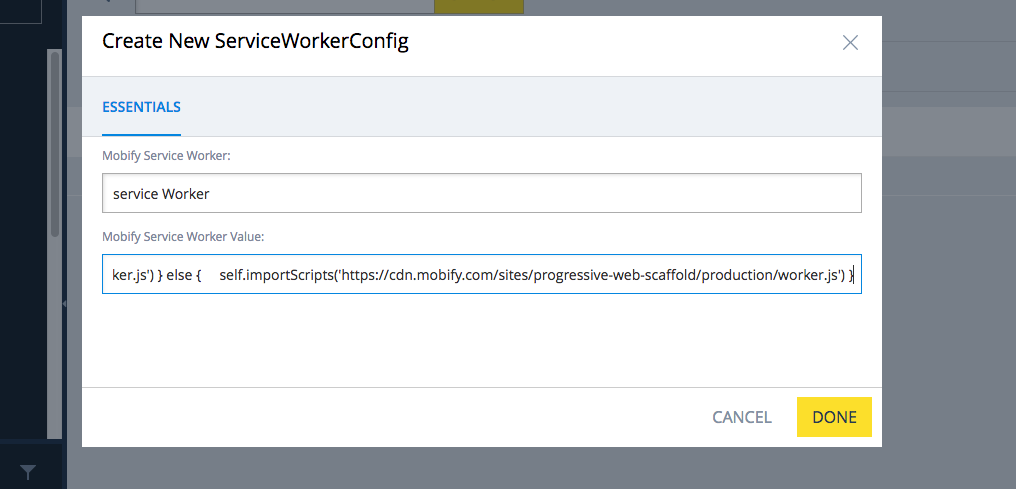 Create New ServiceWorkerConfig
ESSENTIALS
Mobify Service Worker:
service Worker
Mobify Service Worker Value:
ker.js') } else {     self.importScripts('https://cdn.mobify.com/sites/progressive-web-scaffold/production/worker.js') }
CANCEL
DONE